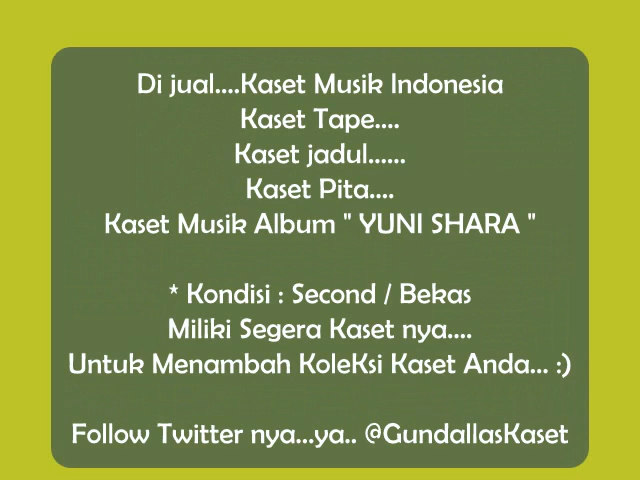 Di jual....Kaset Musik Indonesia
Kaset Tape....
Kaset jadul......
Kaset Pita....
Kaset Musik Album " YUNI SHARA "
* Kondisi : Second / Bekas
Miliki Segera Kaset nya....
Untuk Menambah KoleKsi Kaset Anda... :)
Follow Twitter nya...ya.. @GundallasKaset